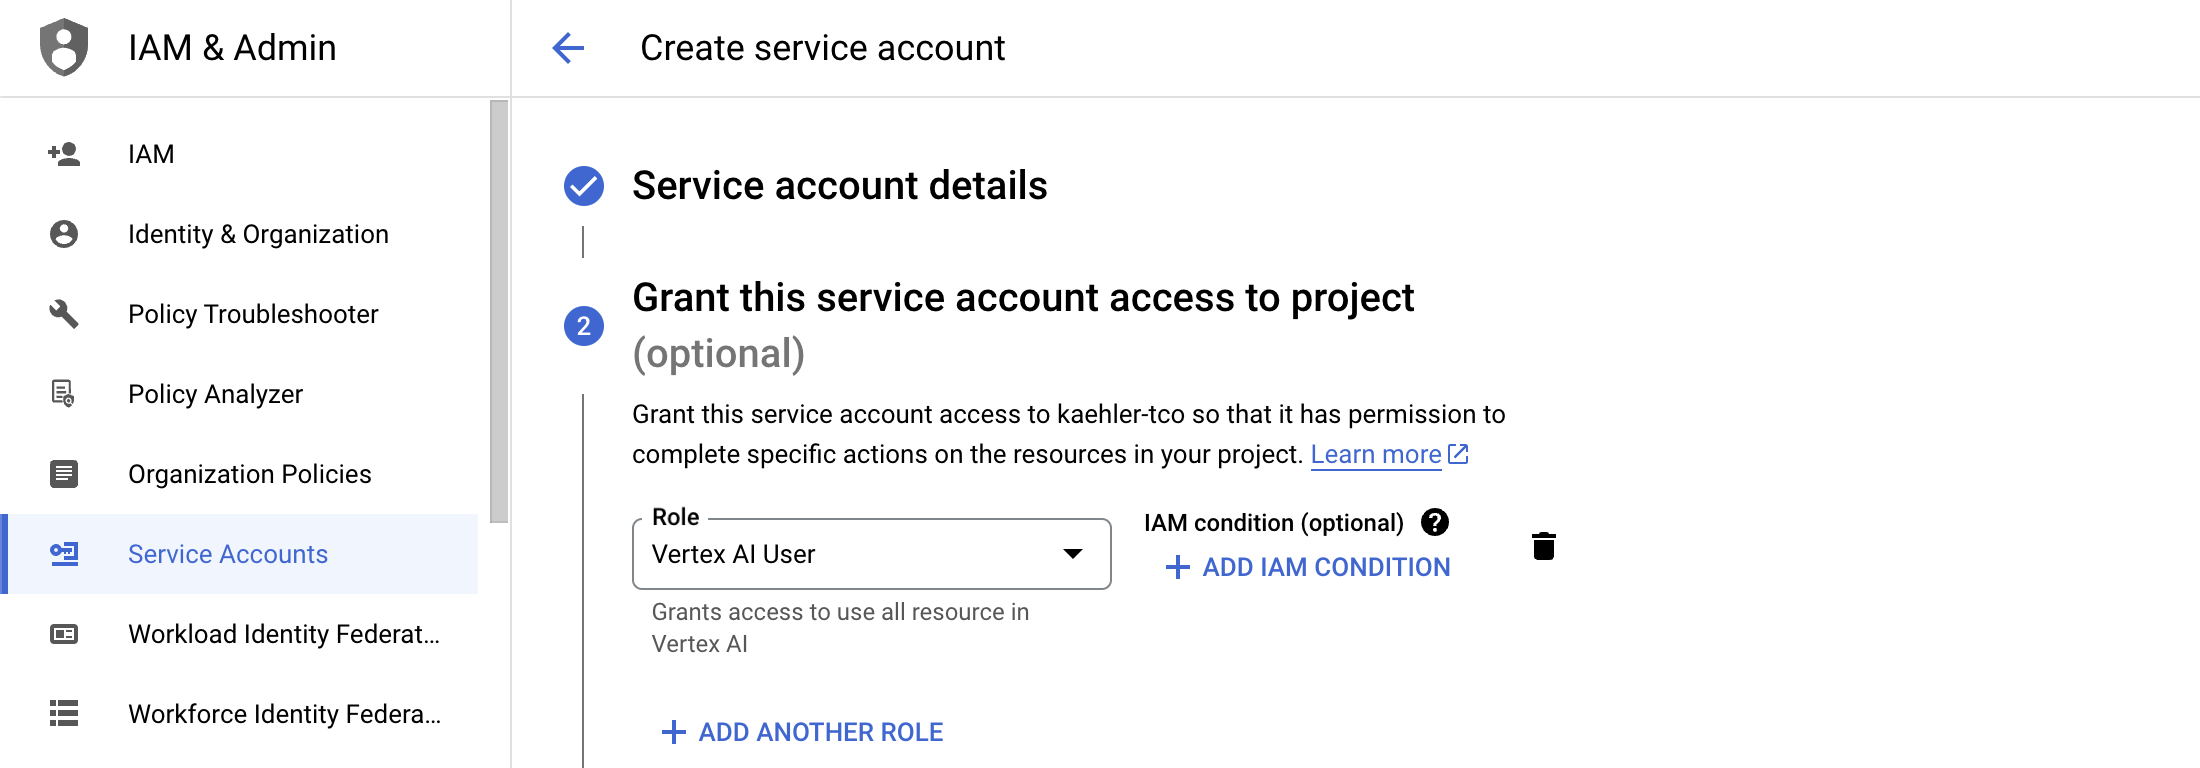 IAM & Admin
Create service account
IAM
Identity & Organization
Policy Troubleshooter
Policy Analyzer
Organization Policies
Service Accounts
Workload Identity Federat...
Workforce Identity Federa...
Service account details
2
Grant this service account access to project
(optional)
Grant this service account access to kaehler-tco so that it has permission to
complete specific actions on the resources in your project. Learn more
Role
Vertex AI User
IAM condition (optional) ?
+ ADD IAM CONDITION
Grants access to use all resource in
Vertex AI
+ ADD ANOTHER ROLE